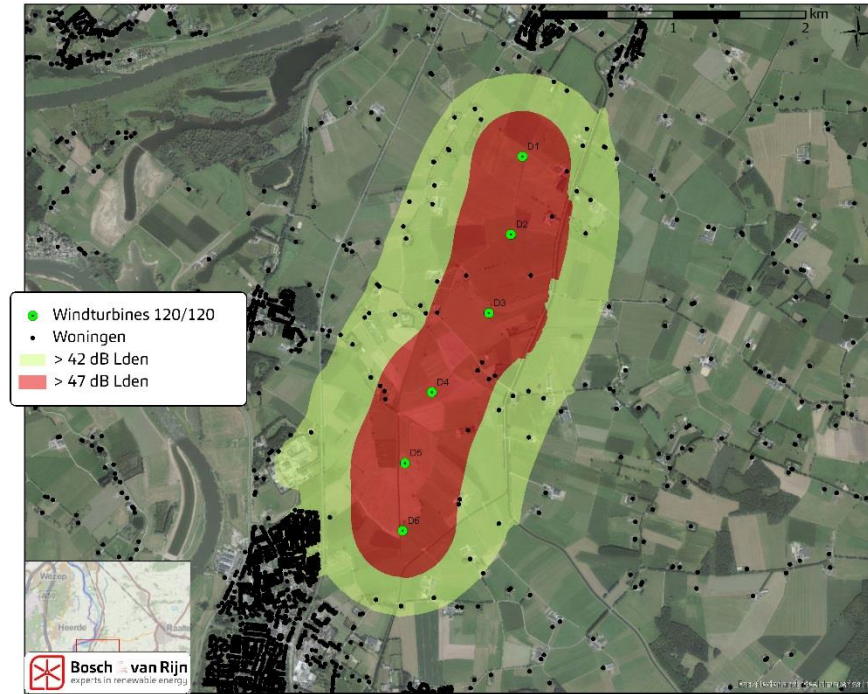 km
1
2
D1
D2
D3
D4
D5
D6
Windturbines 120/120
Woningen
> 42 dB Lden
> 47 dB Lden
Wezep
Heerde
Raalte
Bosch & van Rijn
experts in renewable energy